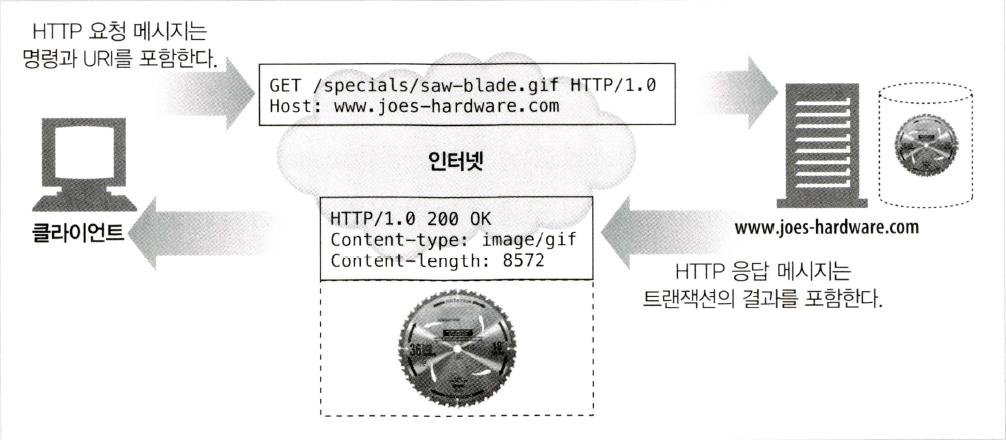 HTTP 요청 메시지는
명령과 URI를 포함한다.
GET /specials/saw-blade.gif HTTP/1.0
Host: www.joes-hardware.com
인터넷
클라이언트
HTTP/1.0 200 OK
Content-type: image/gif
Content-length: 8572
www.joes-hardware.com
HTTP 응답 메시지는
트랜잭션의 결과를 포함한다.
36